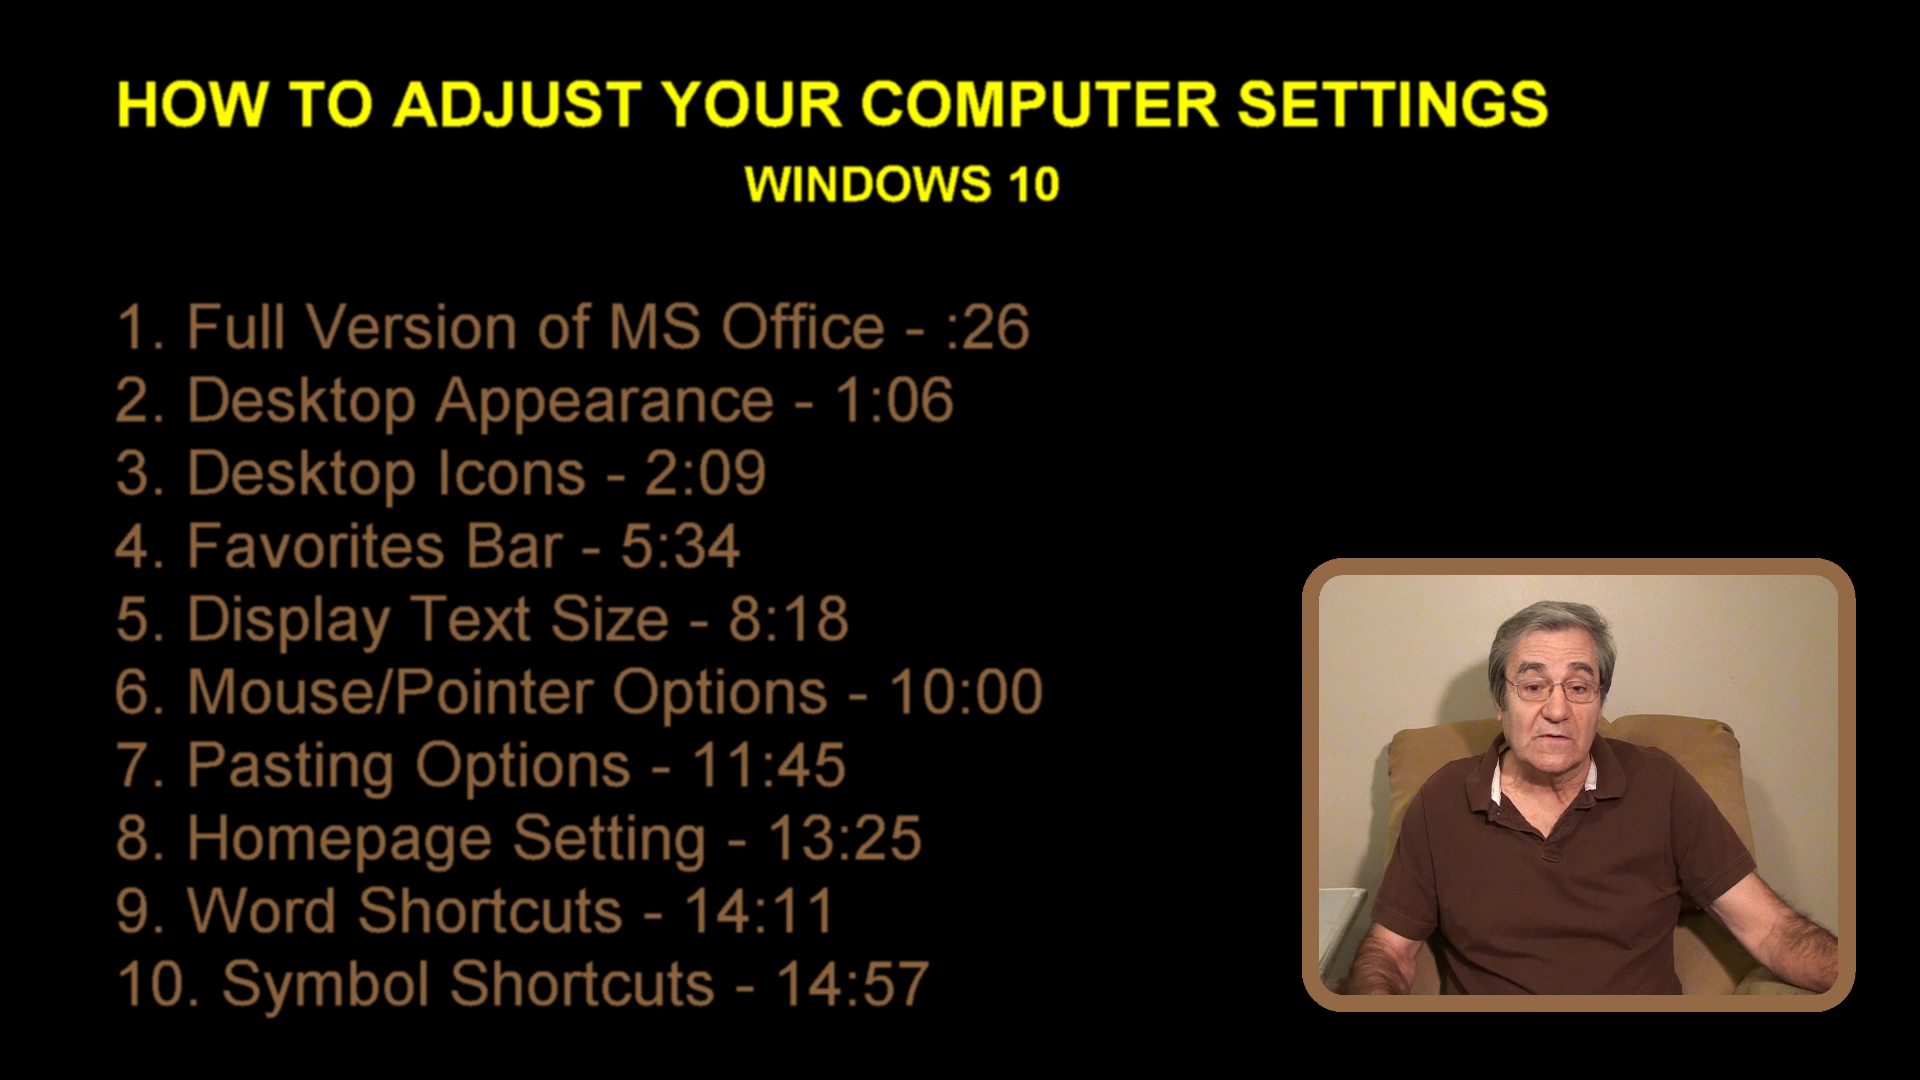 HOW TO ADJUST YOUR COMPUTER SETTINGS
WINDOWS 10
1. Full Version of MS Office - :26
2. Desktop Appearance - 1:06
3. Desktop Icons - 2:09
4. Favorites Bar - 5:34
5. Display Text Size - 8:18
6. Mouse/Pointer Options - 10:00
7. Pasting Options - 11:45
8. Homepage Setting - 13:25
9. Word Shortcuts - 14:11
10. Symbol Shortcuts - 14:57